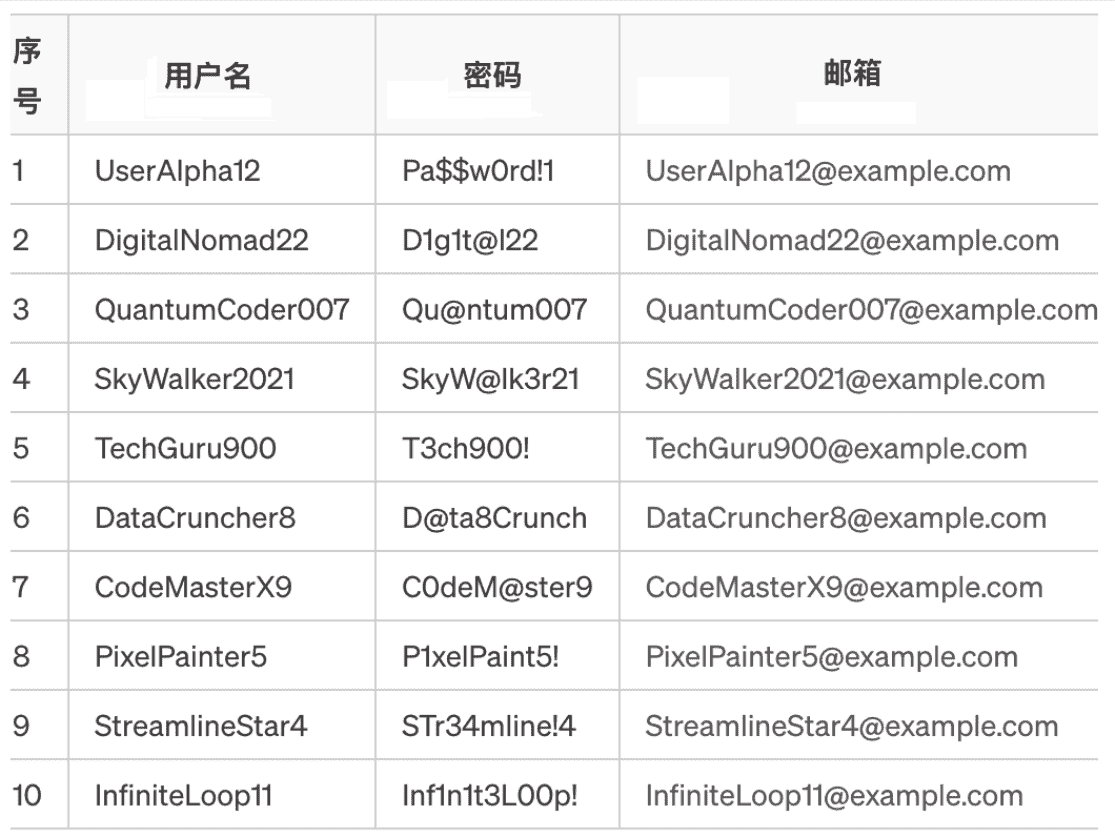 序号 用户名 密码 邮箱
1 UserAlpha12 Pa$$w0rd!1 UserAlpha12@example.com
2 DigitalNomad22 D1g1t@l22 DigitalNomad22@example.com
3 QuantumCoder007 Qu@ntum007 QuantumCoder007@example.com
4 SkyWalker2021 SkyW@lk3r21 SkyWalker2021@example.com
5 TechGuru900 T3ch900! TechGuru900@example.com
6 DataCruncher8 D@ta8Crunch DataCruncher8@example.com
7 CodeMasterX9 C0deM@ster9 CodeMasterX9@example.com
8 PixelPainter5 P1xelPaint5! PixelPainter5@example.com
9 StreamlineStar4 STr34mline!4 StreamlineStar4@example.com
10 InfiniteLoop11 Inf1n1t3L00p! InfiniteLoop11@example.com